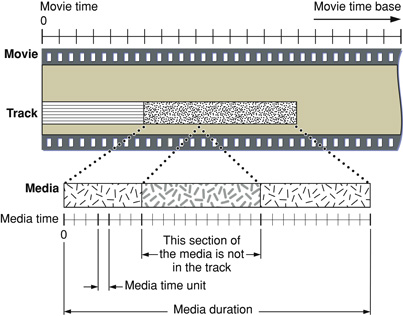 Movie time
Movie time base
0
Movie
Track
Media
Media time
0
This section of
the media is not
in the track
Media time unit
Media duration